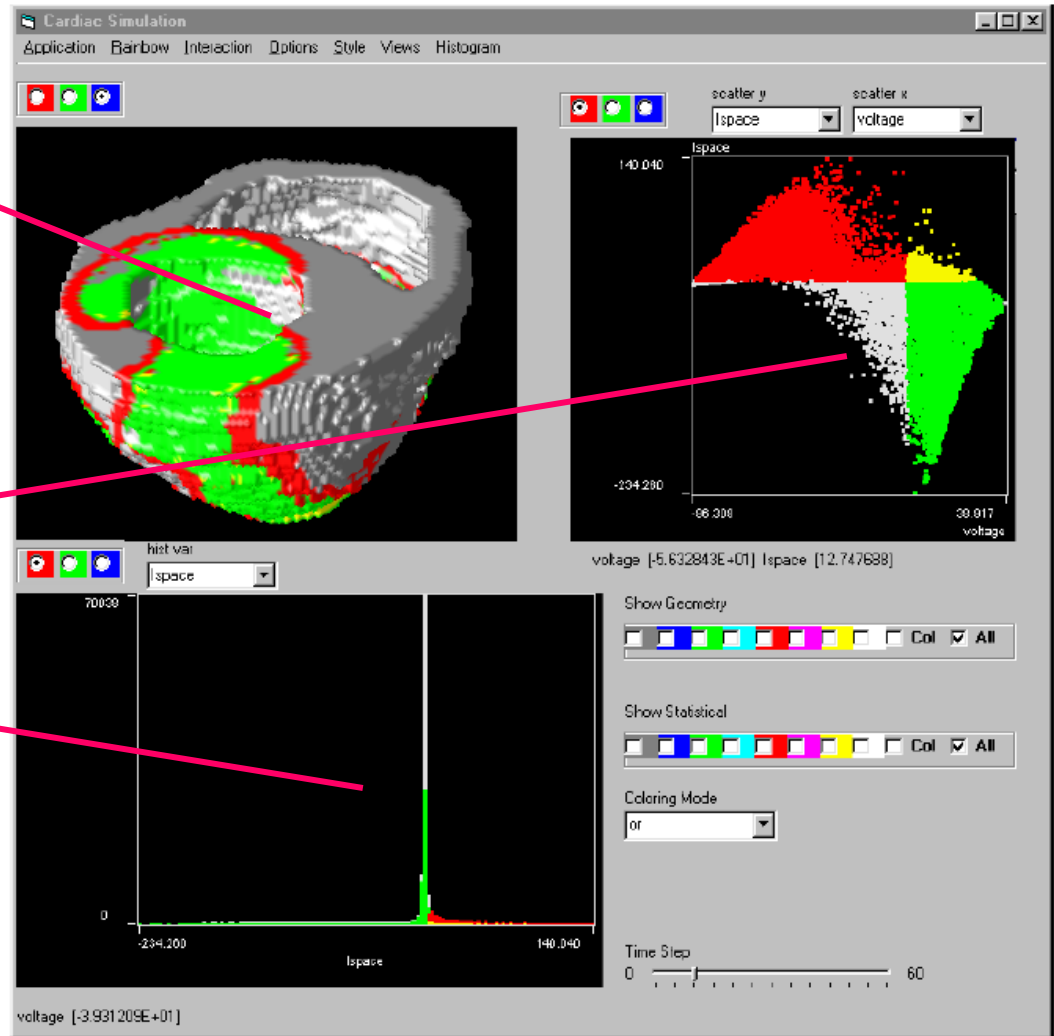 Cardiac Simulation
Application Rainbow Interaction Options Style Views Histogram
scatter y scatter x
Ispace voltage
Ispace
140.040
-234.280
-86.308 38.917
voltage
voltage [-5.632843E+01] Ispace [12.747688]
hist var
Ispace
70038
0
-234.200 140.040
Ispace
Show Geometry
Col All
Show Statistical
Col All
Coloring Mode
or
Time Step
0 60
voltage [-3.931209E+01]